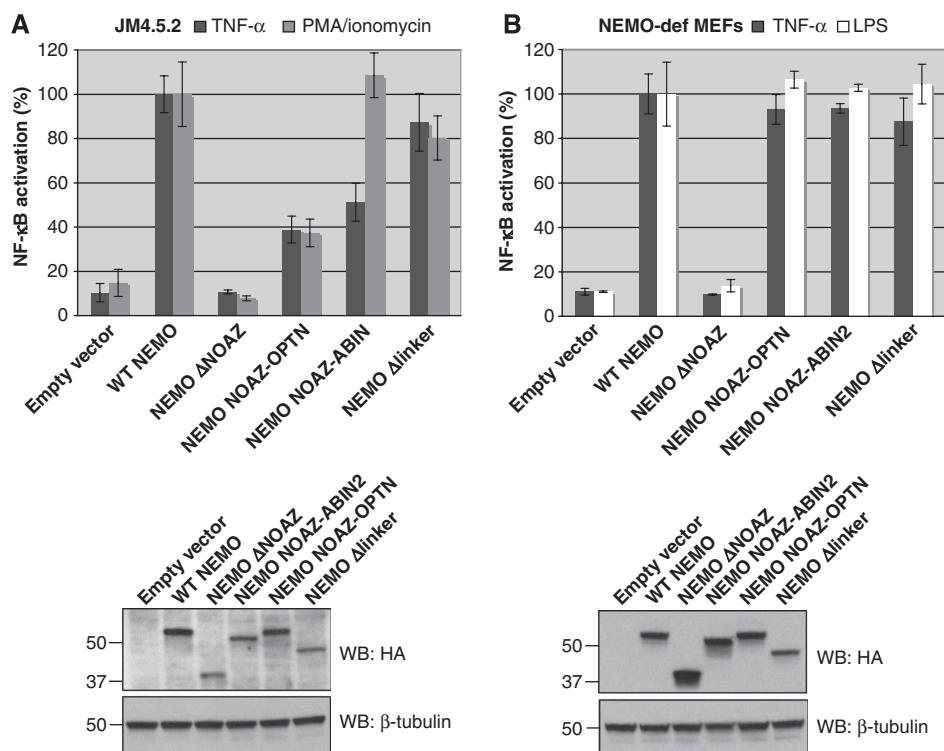 A JM4.5.2 TNF-α PMA/ionomycin
NF-κB activation (%)
120
100
80
60
40
20
0
Empty vector
WT NEMO
NEMO ΔNOAZ
NEMO NOAZ-OPTN
NEMO NOAZ-ABIN
NEMO Δlinker
Empty vector
WT NEMO
NEMO ΔNOAZ
NEMO NOAZ-ABIN2
NEMO NOAZ-OPTN
NEMO Δlinker
50
37
WB: HA
50
WB: β-tubulin
B NEMO-def MEFs TNF-α LPS
NF-κB activation (%)
120
100
80
60
40
20
0
Empty vector
WT NEMO
NEMO ΔNOAZ
NEMO NOAZ-OPTN
NEMO NOAZ-ABIN2
NEMO Δlinker
Empty vector
WT NEMO
NEMO ΔNOAZ
NEMO NOAZ-ABIN2
NEMO NOAZ-OPTN
NEMO Δlinker
50
37
WB: HA
50
WB: β-tubulin